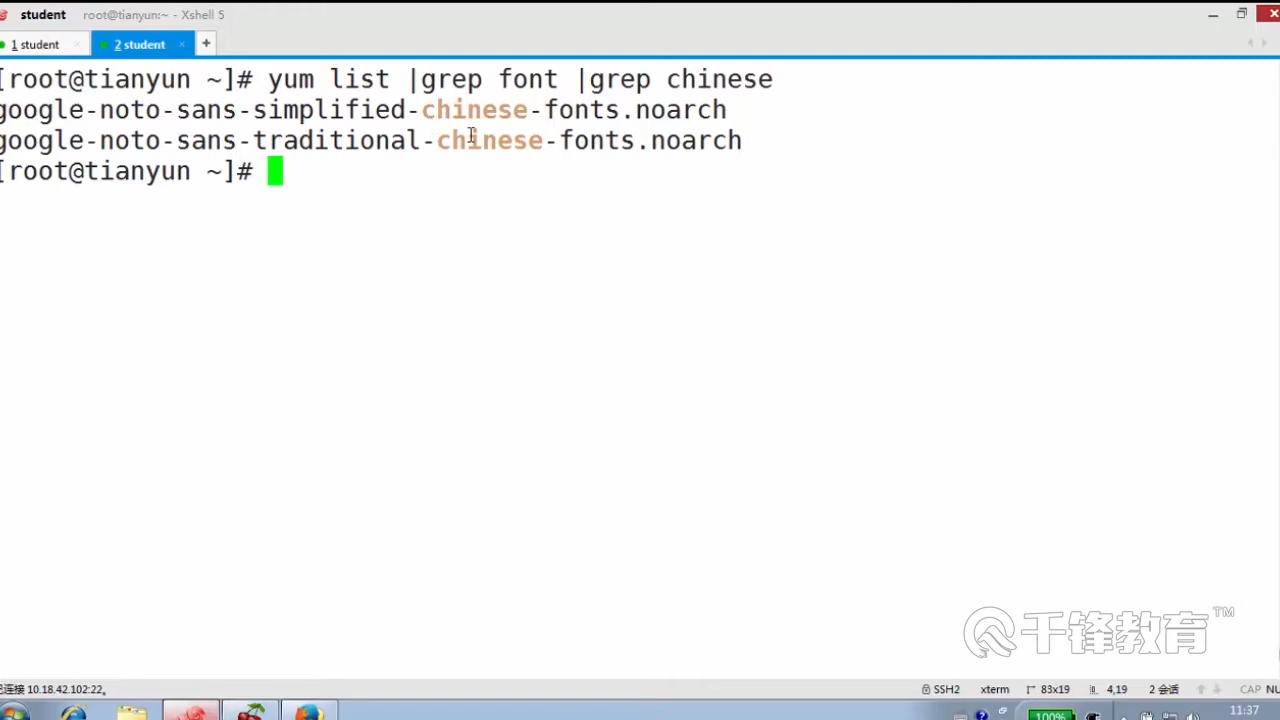 student root@tianyun:~ - Xshell 5
1 student × 2 student × +
[root@tianyun ~]# yum list |grep font |grep chinese
google-noto-sans-simplified-chinese-fonts.noarch
google-noto-sans-traditional-chinese-fonts.noarch
[root@tianyun ~]#
千锋教育™
已连接 10.18.42.102:22。 SSH2 xterm 83x19 4,19 2 会话 CAP NU
100% 11:37